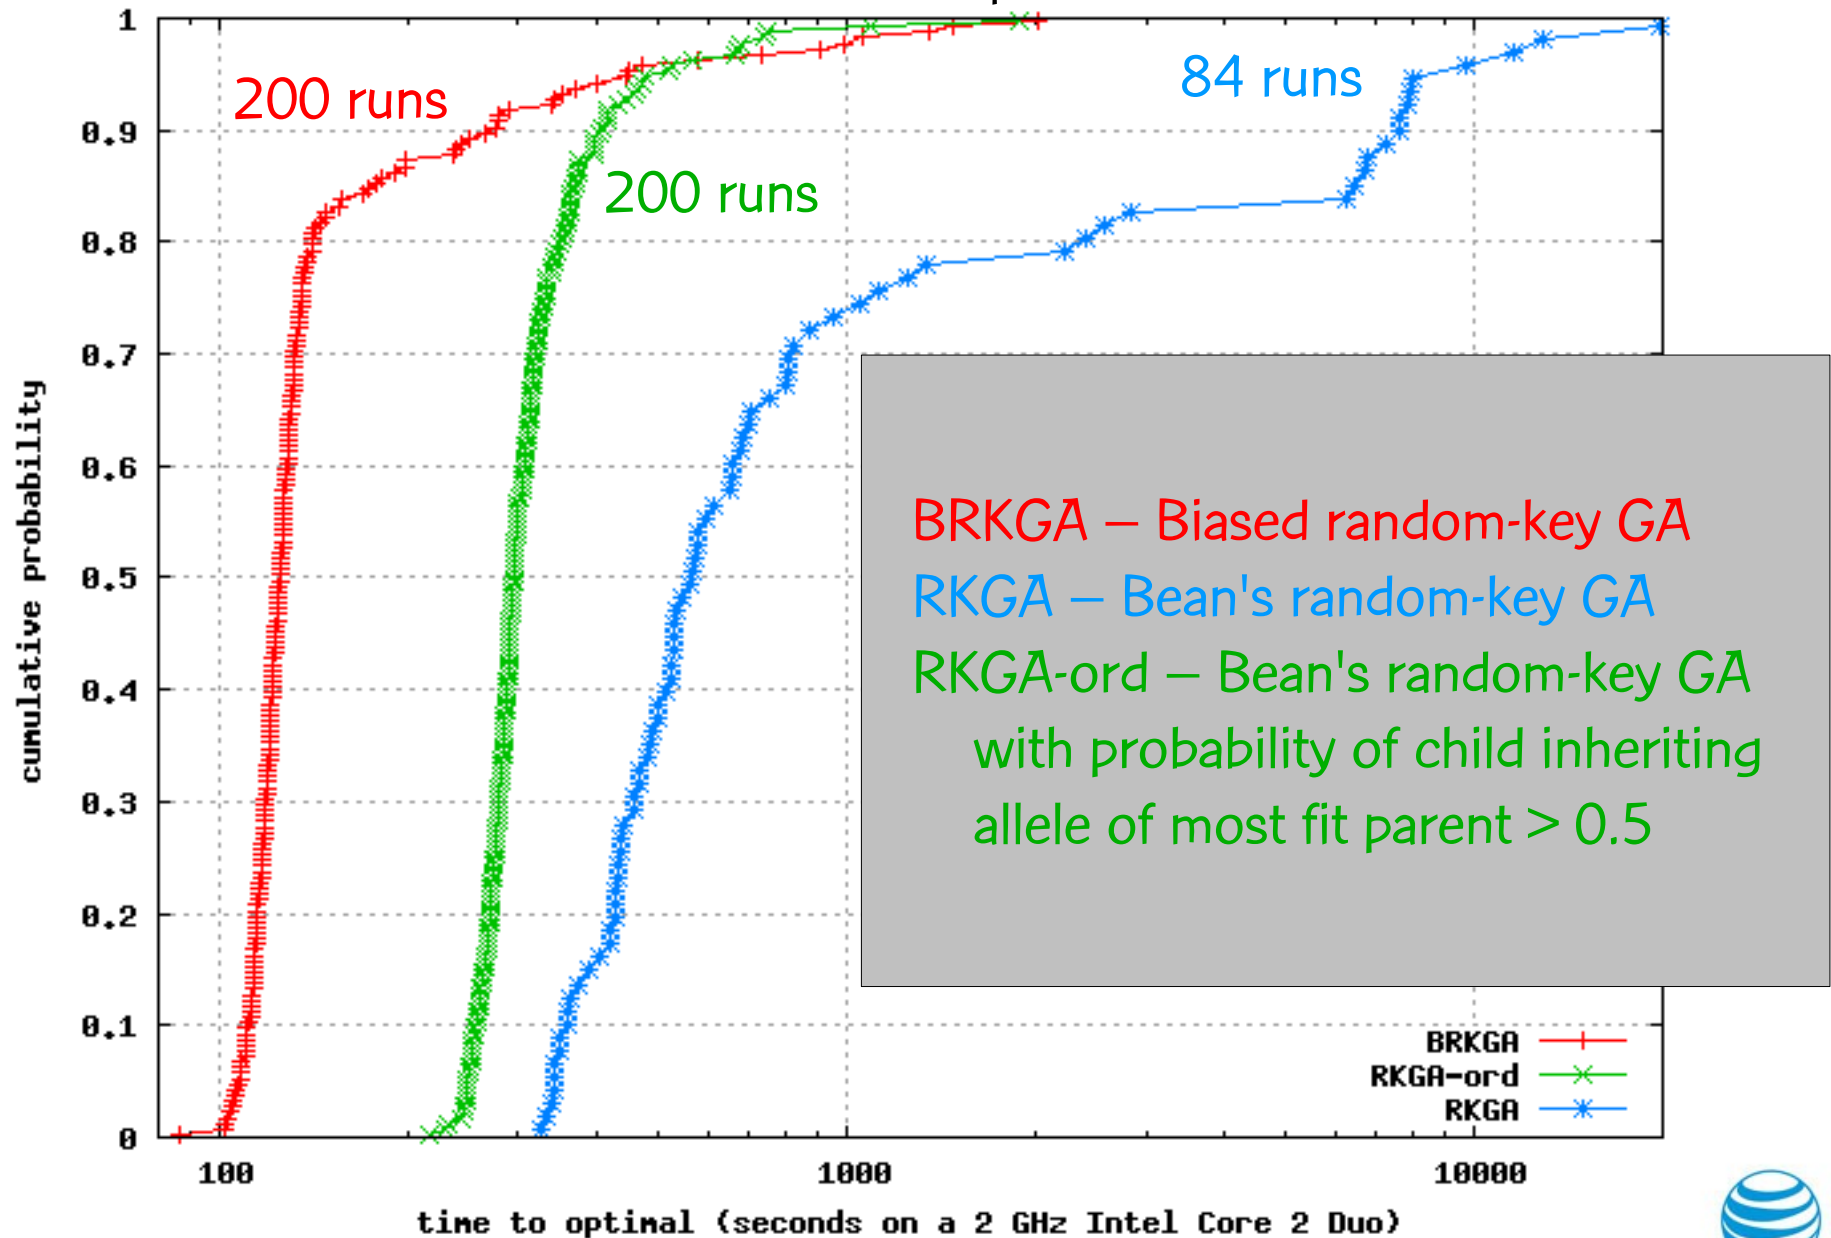 1
200 runs
84 runs
0.9
200 runs
0.8
0.7
0.6
0.5
0.4
0.3
0.2
0.1
0
cumulative probability
BRKGA – Biased random-key GA
RKGA – Bean's random-key GA
RKGA-ord – Bean's random-key GA
with probability of child inheriting
allele of most fit parent > 0.5
BRKGA
RKGA-ord
RKGA
100 1000 10000
time to optimal (seconds on a 2 GHz Intel Core 2 Duo)